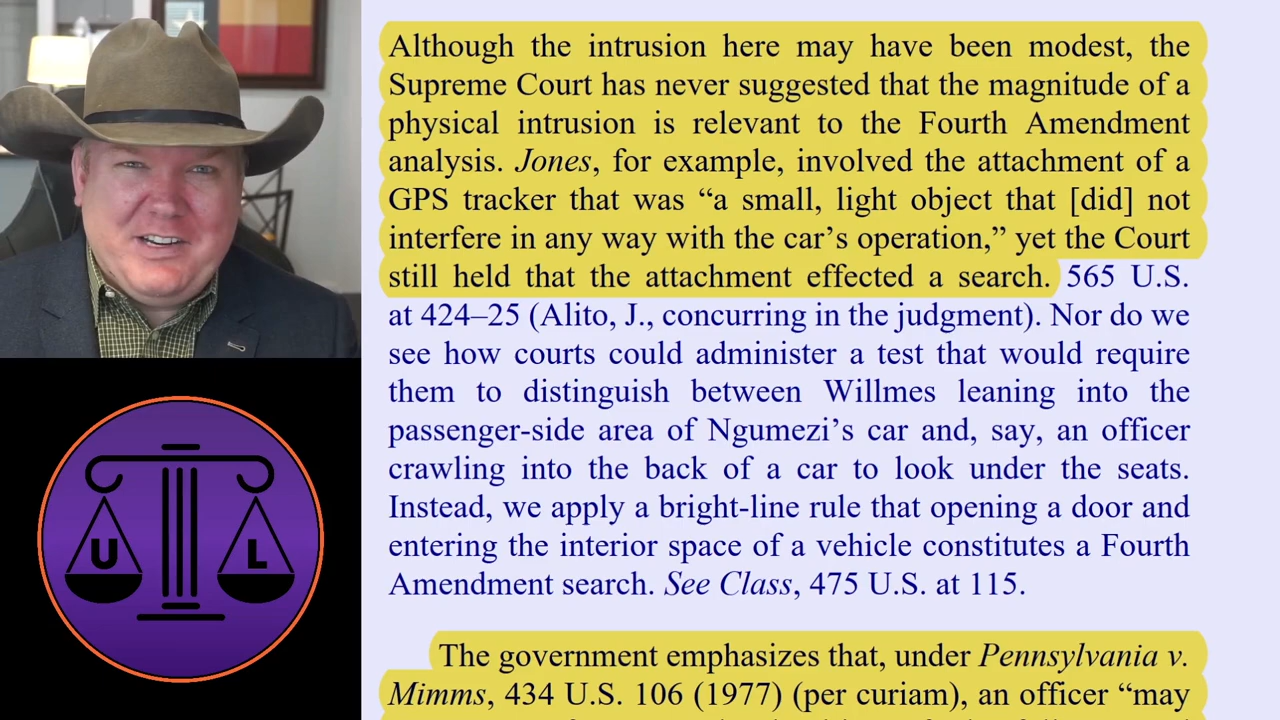 Although the intrusion here may have been modest, the
Supreme Court has never suggested that the magnitude of a
physical intrusion is relevant to the Fourth Amendment
analysis. Jones, for example, involved the attachment of a
GPS tracker that was “a small, light object that [did] not
interfere in any way with the car’s operation,” yet the Court
still held that the attachment effected a search. 565 U.S.
at 424–25 (Alito, J., concurring in the judgment). Nor do we
see how courts could administer a test that would require
them to distinguish between Willmes leaning into the
passenger-side area of Ngumezi’s car and, say, an officer
crawling into the back of a car to look under the seats.
Instead, we apply a bright-line rule that opening a door and
entering the interior space of a vehicle constitutes a Fourth
Amendment search. See Class, 475 U.S. at 115.
The government emphasizes that, under Pennsylvania v.
Mimms, 434 U.S. 106 (1977) (per curiam), an officer “may
U L